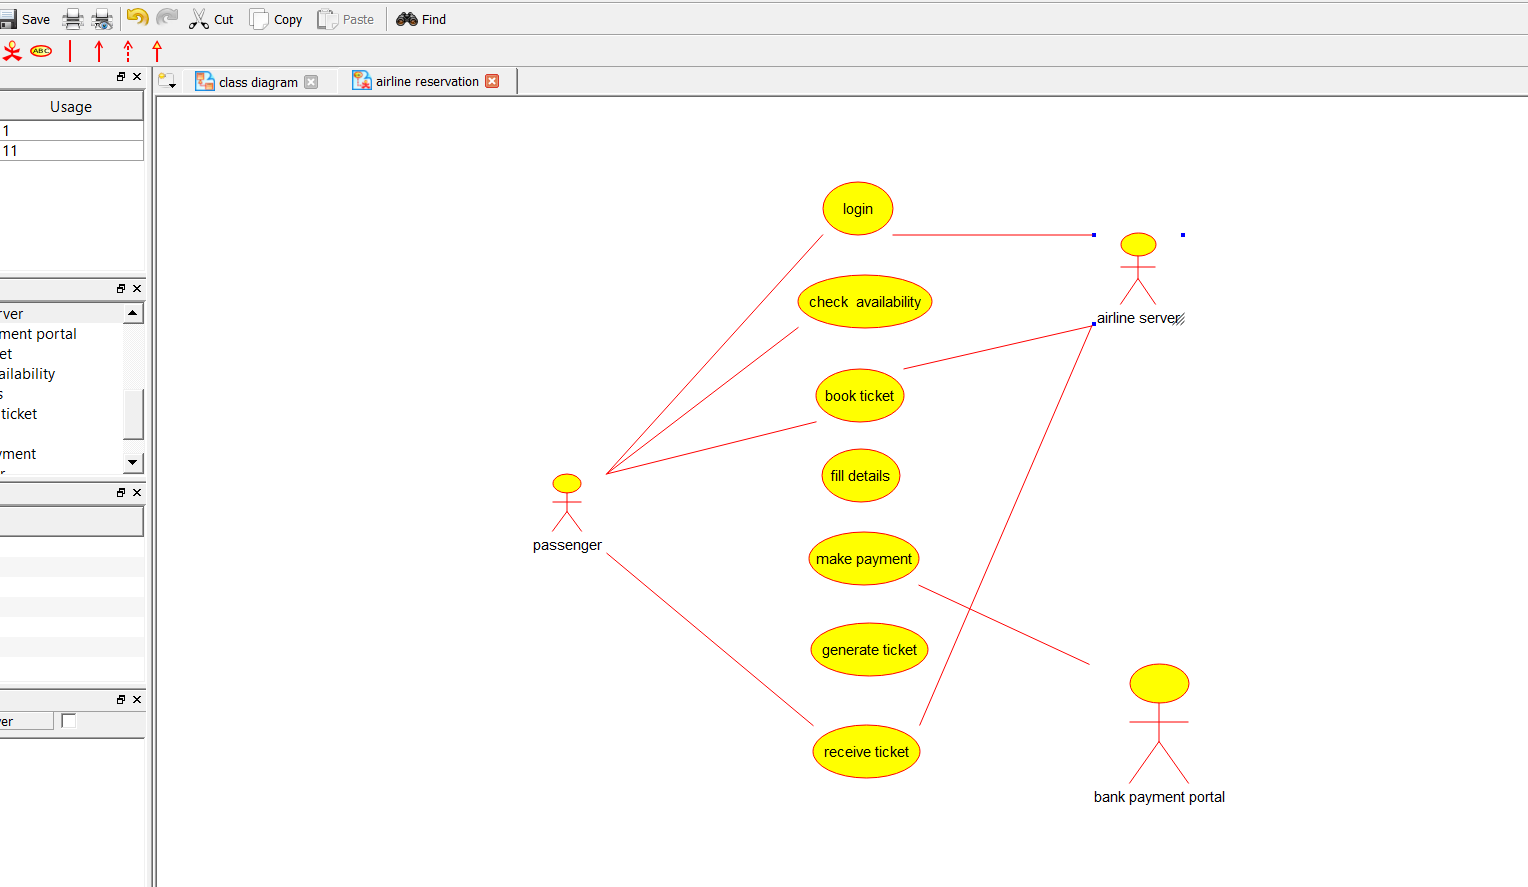 Save Cut Copy Paste Find
ABC
class diagram airline reservation
Usage
1
11
rver
ment portal
et
ailability
s
ticket
ment
ver
login
check availability
airline server
book ticket
fill details
passenger
make payment
generate ticket
receive ticket
bank payment portal